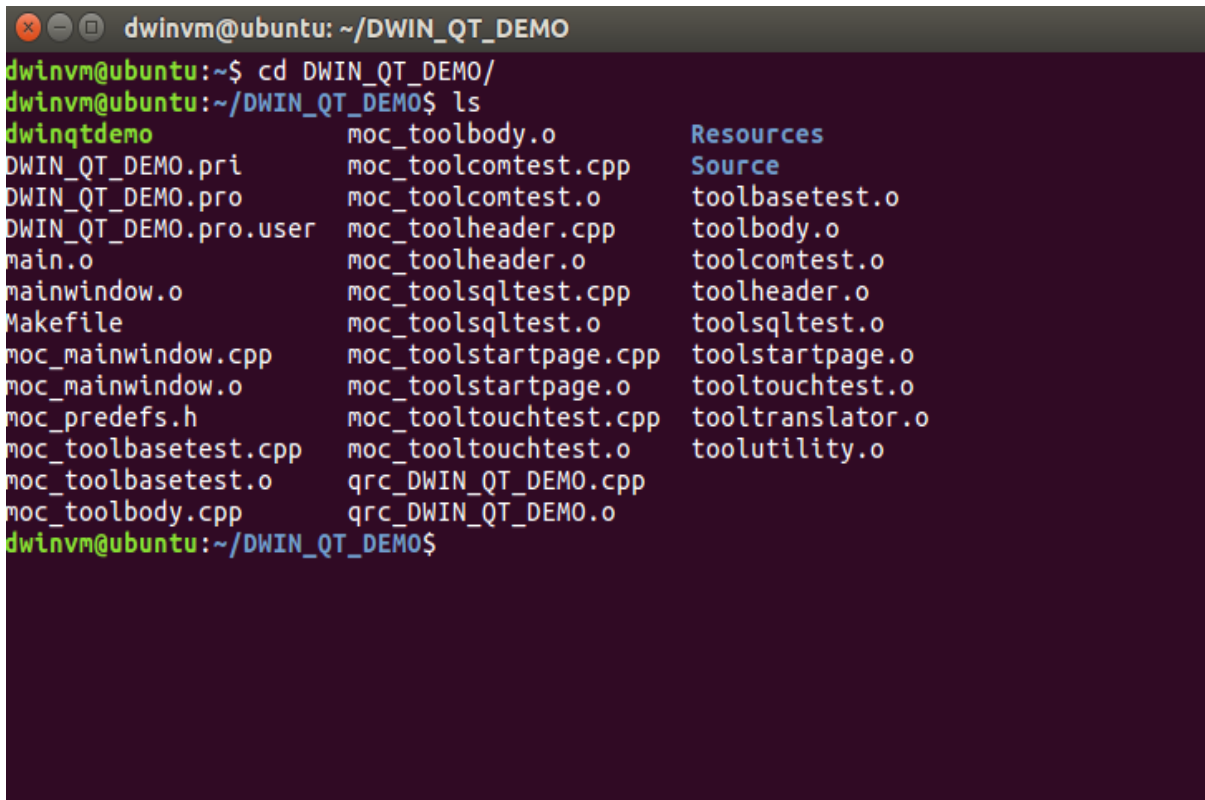 dwinvm@ubuntu: ~/DWIN_QT_DEMO
dwinvm@ubuntu:~$ cd DWIN_QT_DEMO/
dwinvm@ubuntu:~/DWIN_QT_DEMO$ ls
dwinqtdemo moc_toolbody.o Resources
DWIN_QT_DEMO.pri moc_toolcomtest.cpp Source
DWIN_QT_DEMO.pro moc_toolcomtest.o toolbasetest.o
DWIN_QT_DEMO.pro.user moc_toolheader.cpp toolbody.o
main.o moc_toolheader.o toolcomtest.o
mainwindow.o moc_toolsqltest.cpp toolheader.o
Makefile moc_toolsqltest.o toolsqltest.o
moc_mainwindow.cpp moc_toolstartpage.cpp toolstartpage.o
moc_mainwindow.o moc_toolstartpage.o tooltouchtest.o
moc_predefs.h moc_tooltouchtest.cpp tooltranslator.o
moc_toolbasetest.cpp moc_tooltouchtest.o toolutility.o
moc_toolbasetest.o qrc_DWIN_QT_DEMO.cpp
moc_toolbody.cpp qrc_DWIN_QT_DEMO.o
dwinvm@ubuntu:~/DWIN_QT_DEMO$